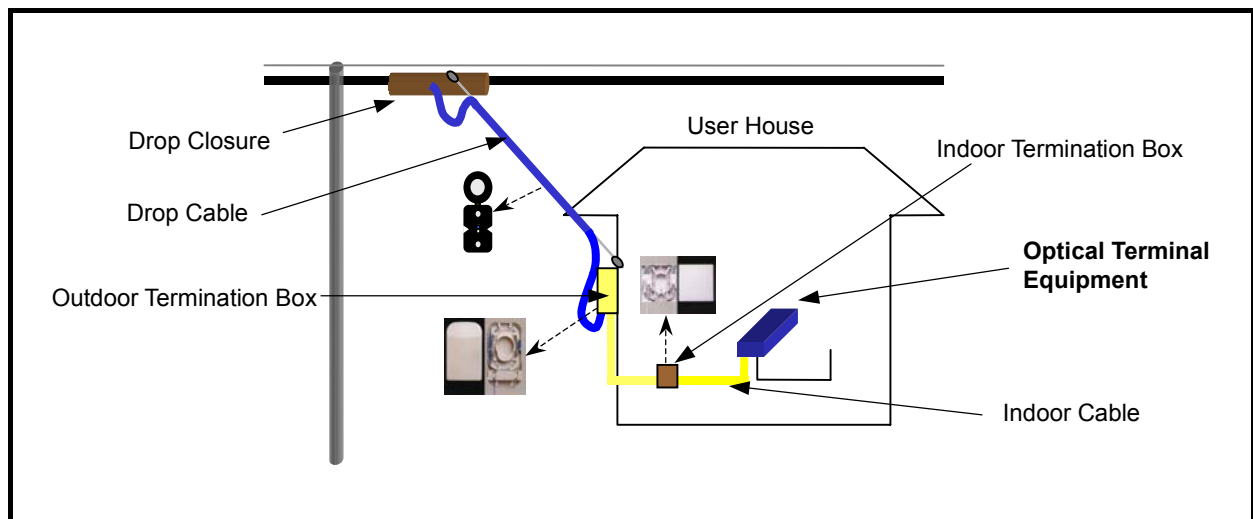 User House
Drop Closure
Indoor Termination Box
Drop Cable
Optical Terminal
Equipment
Outdoor Termination Box
Indoor Cable